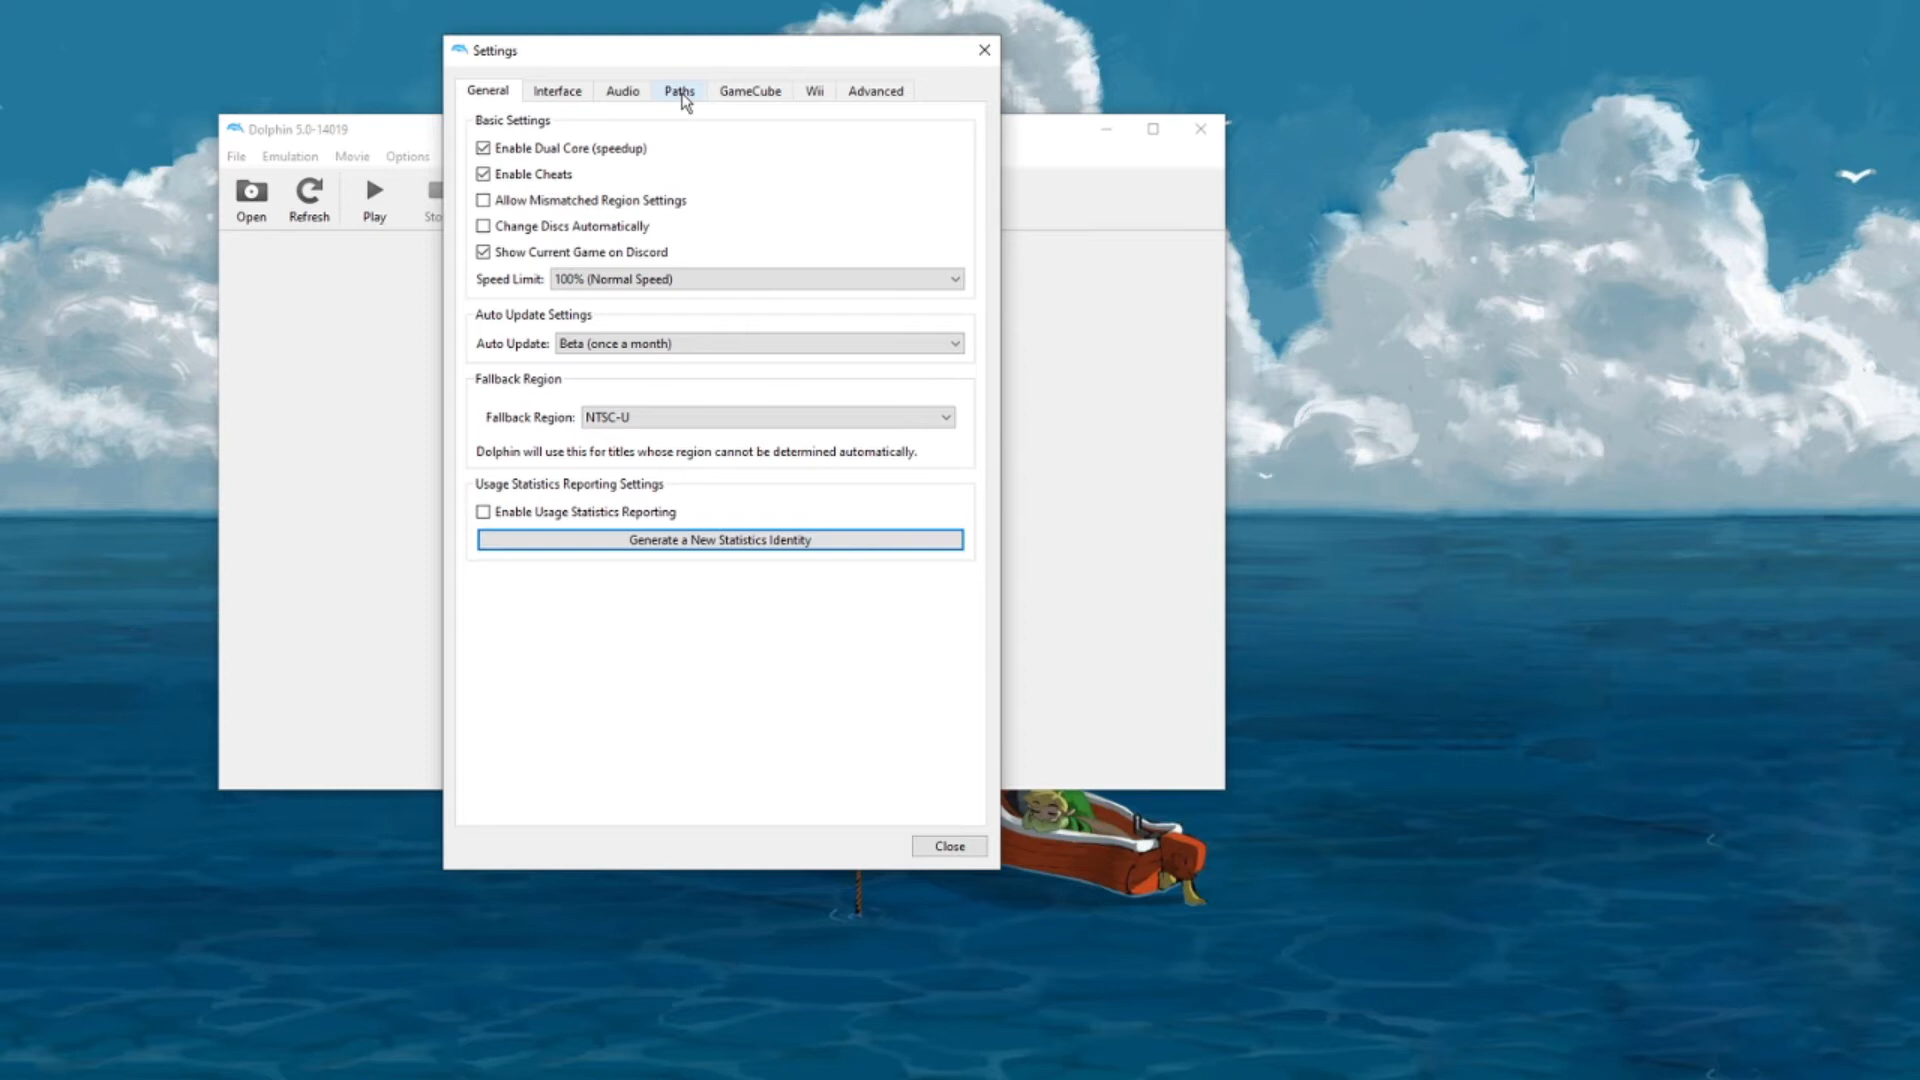 Settings
General Interface Audio Paths GameCube Wii Advanced
Basic Settings
Enable Dual Core (speedup)
Enable Cheats
Allow Mismatched Region Settings
Change Discs Automatically
Show Current Game on Discord
Speed Limit: 100% (Normal Speed)
Auto Update Settings
Auto Update: Beta (once a month)
Fallback Region
Fallback Region: NTSC-U
Dolphin will use this for titles whose region cannot be determined automatically.
Usage Statistics Reporting Settings
Enable Usage Statistics Reporting
Generate a New Statistics Identity
Close
Dolphin 5.0-14019
File Emulation Movie Options
Open Refresh Play Sto